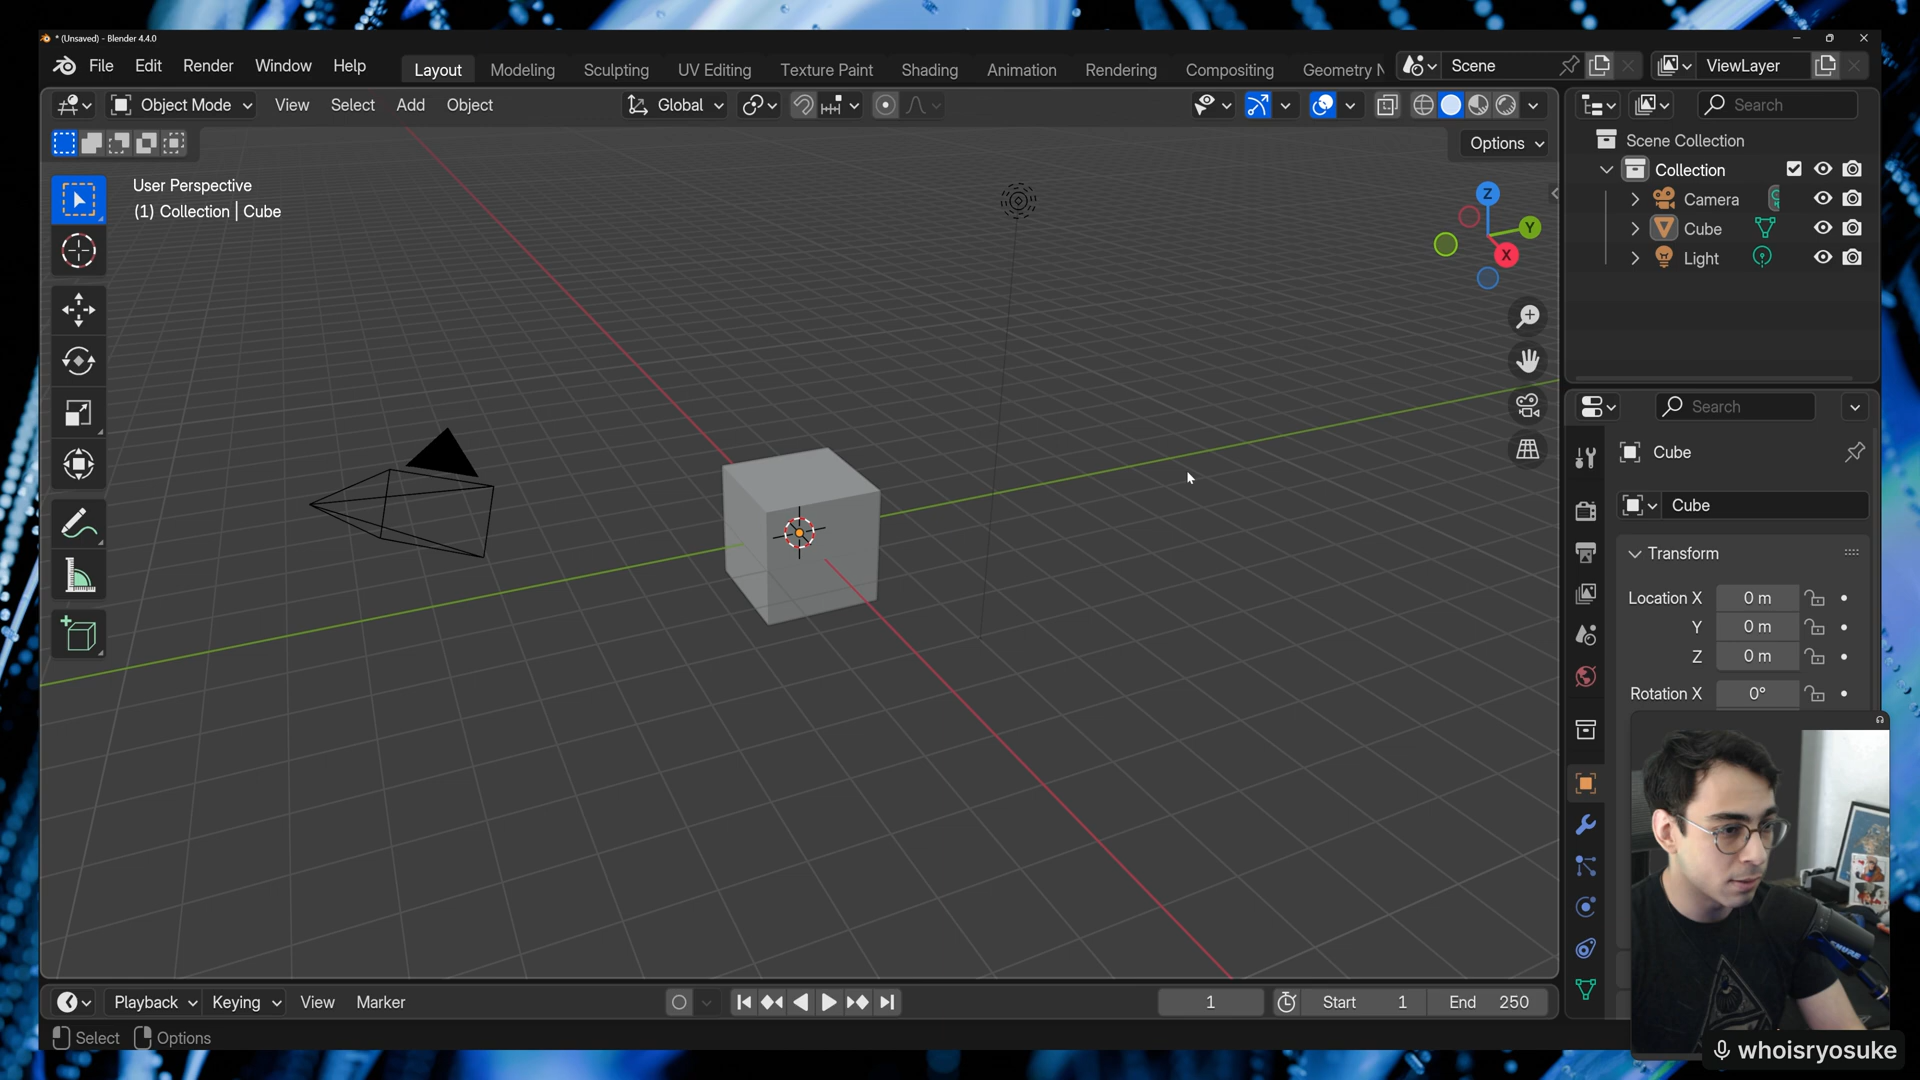 * (Unsaved) - Blender 4.4.0
File Edit Render Window Help
Layout Modeling Sculpting UV Editing Texture Paint Shading Animation Rendering Compositing Geometry N
Scene
ViewLayer
Object Mode View Select Add Object
Global
Search
Options
User Perspective
(1) Collection | Cube
Z
Y
X
Scene Collection
Collection
Camera
Cube
Light
Search
Cube
Cube
Transform
Location X 0 m
Y 0 m
Z 0 m
Rotation X 0°
Playback Keying View Marker
1
Start 1
End 250
Select Options
SHURE
whoisryosuke